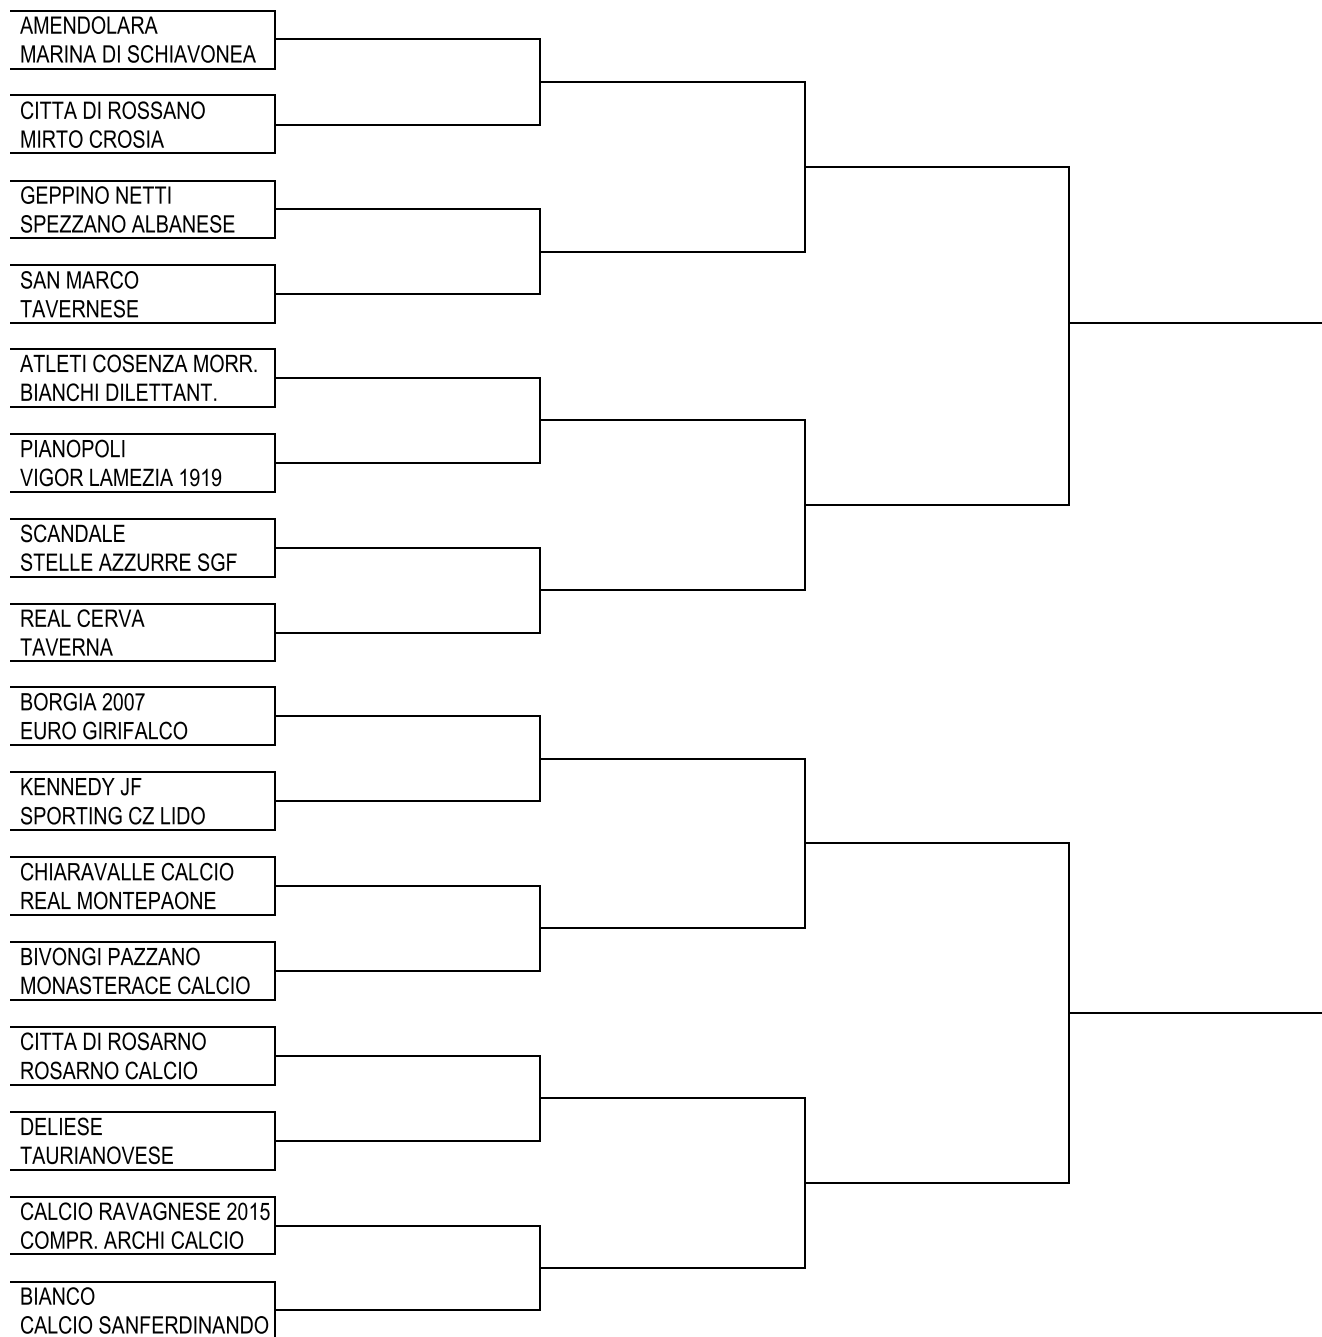 AMENDOLARA
MARINA DI SCHIAVONEA
CITTA DI ROSSANO
MIRTO CROSIA
GEPPINO NETTI
SPEZZANO ALBANESE
SAN MARCO
TAVERNESE
ATLETI COSENZA MORR.
BIANCHI DILETTANT.
PIANOPOLI
VIGOR LAMEZIA 1919
SCANDALE
STELLE AZZURRE SGF
REAL CERVA
TAVERNA
BORGIA 2007
EURO GIRIFALCO
KENNEDY JF
SPORTING CZ LIDO
CHIARAVALLE CALCIO
REAL MONTEPAONE
BIVONGI PAZZANO
MONASTERACE CALCIO
CITTA DI ROSARNO
ROSARNO CALCIO
DELIESE
TAURIANOVESE
CALCIO RAVAGNESE 2015
COMPR. ARCHI CALCIO
BIANCO
CALCIO SANFERDINANDO